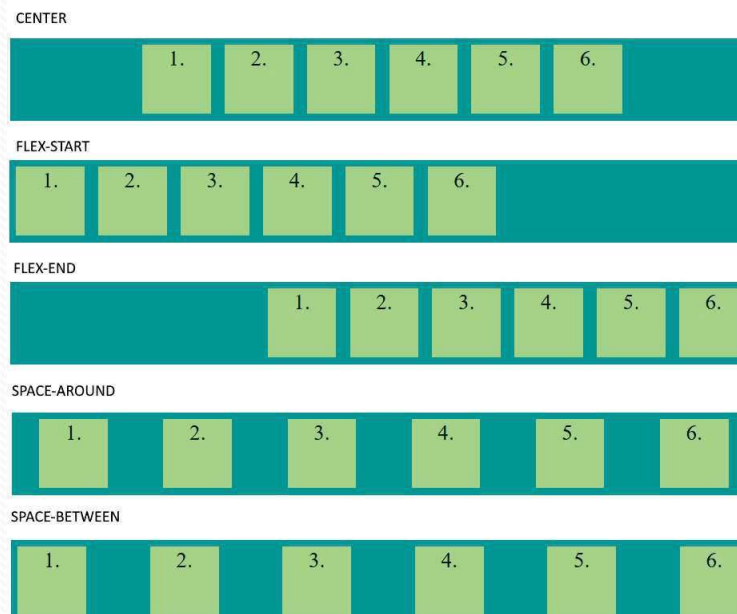 CENTER
1. 2. 3. 4. 5. 6.
FLEX-START
1. 2. 3. 4. 5. 6.
FLEX-END
1. 2. 3. 4. 5. 6.
SPACE-AROUND
1. 2. 3. 4. 5. 6.
SPACE-BETWEEN
1. 2. 3. 4. 5. 6.